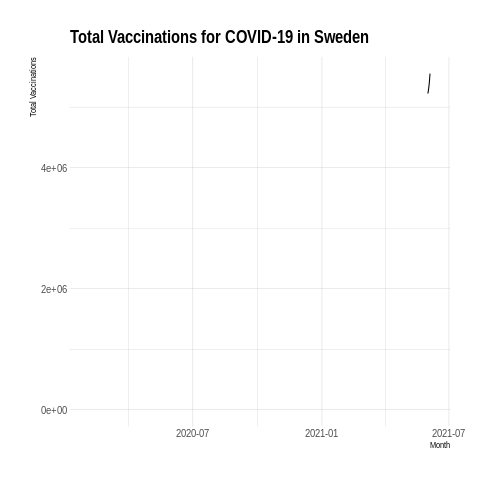 Total Vaccinations for COVID-19 in Sweden
Total Vaccinations
4e+06
2e+06
0e+00
2020-07
2021-01
2021-07
Month